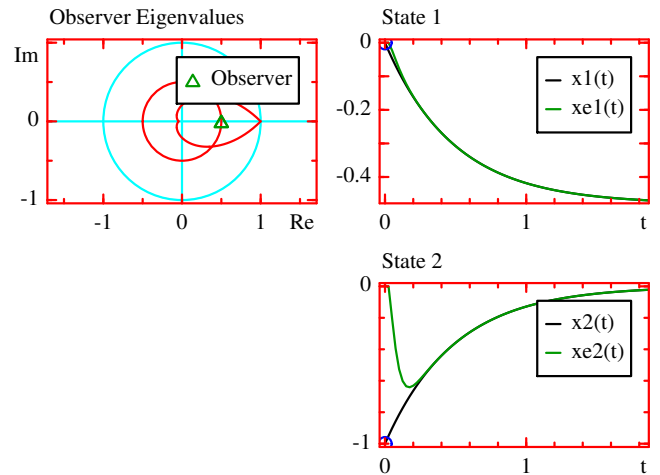 Observer Eigenvalues
Im
Observer
0
-1
-1
0
1
Re
State 1
0
x1(t)
xe1(t)
-0.2
-0.4
0
1
t
State 2
0
x2(t)
xe2(t)
-1
0
1
t